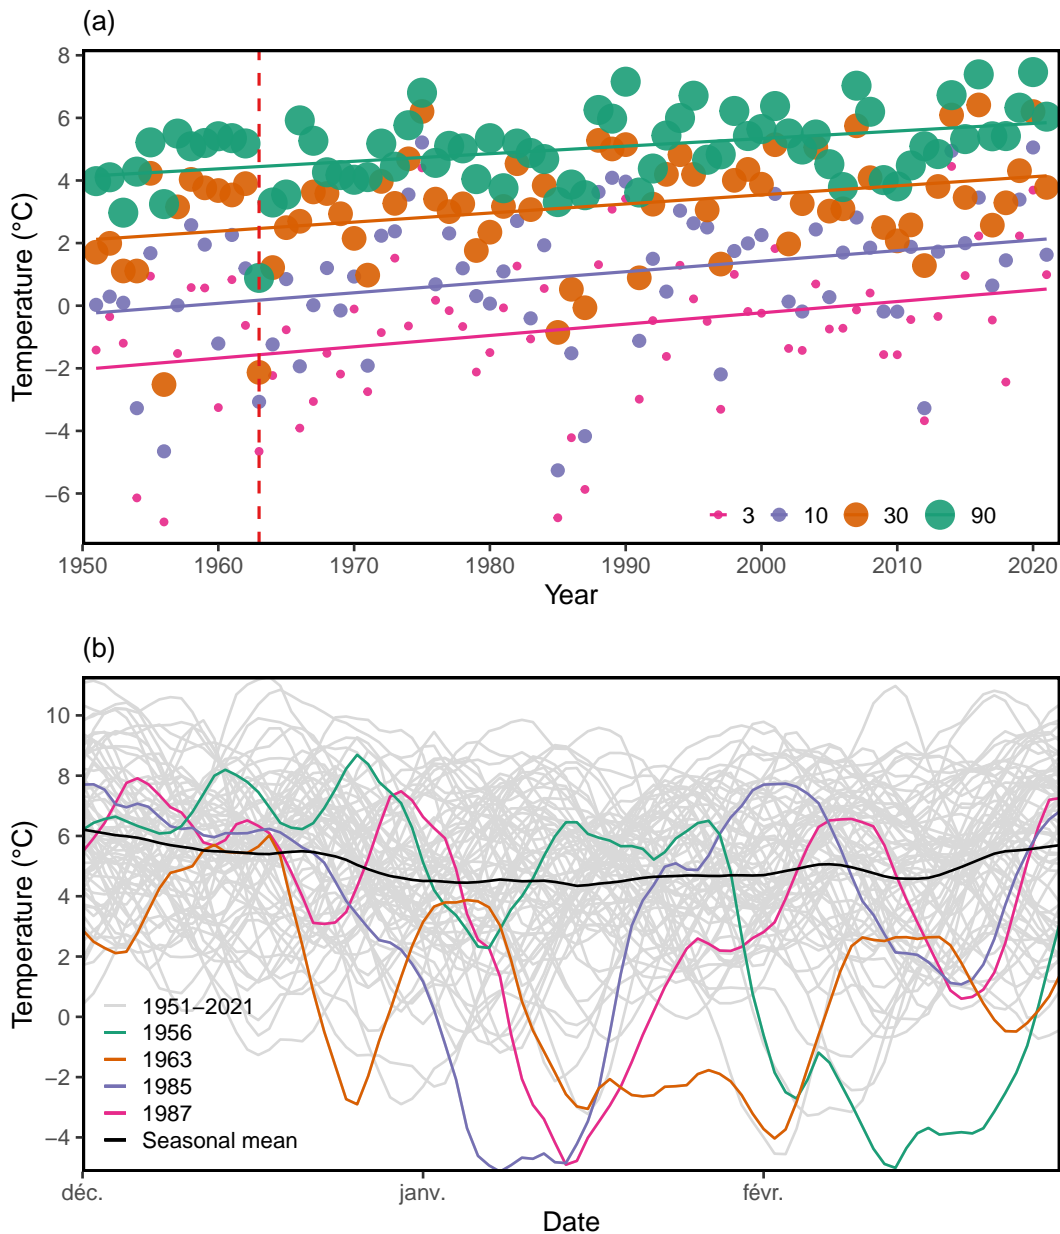 (a)
Temperature (°C)
8
6
4
2
0
−2
−4
−6
3 10 30 90
1950 1960 1970 1980 1990 2000 2010 2020
Year
(b)
Temperature (°C)
10
8
6
4
2
0
−2
−4
1951−2021
1956
1963
1985
1987
Seasonal mean
déc. janv. févr.
Date